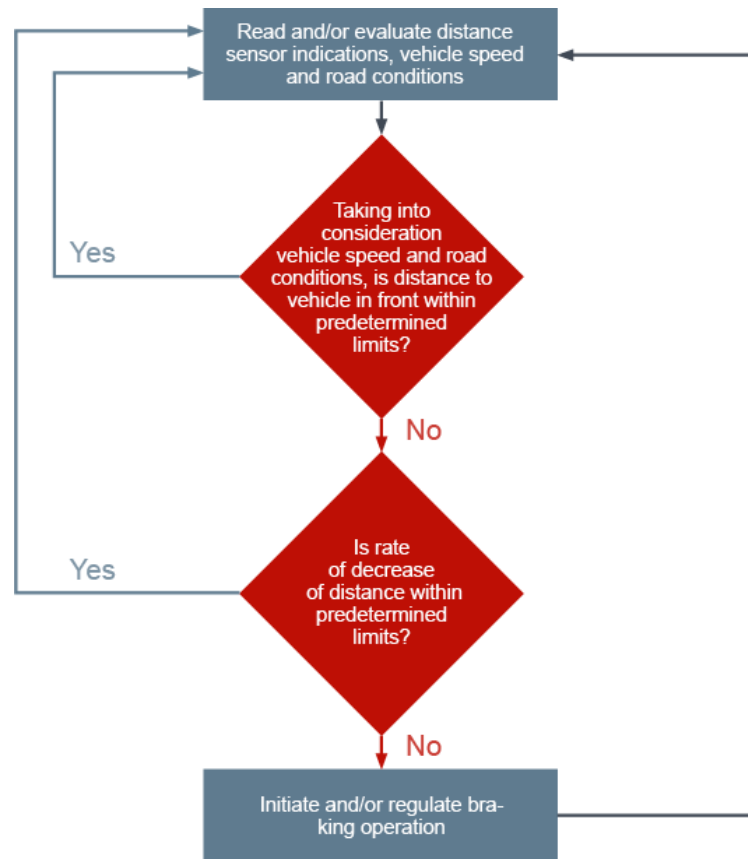 Read and/or evaluate distance
sensor indications, vehicle speed
and road conditions
Taking into
consideration
vehicle speed and road
conditions, is distance to
vehicle in front within
predetermined
limits?
Yes
No
Is rate
of decrease
of distance within
predetermined
limits?
Yes
No
Initiate and/or regulate bra-
king operation